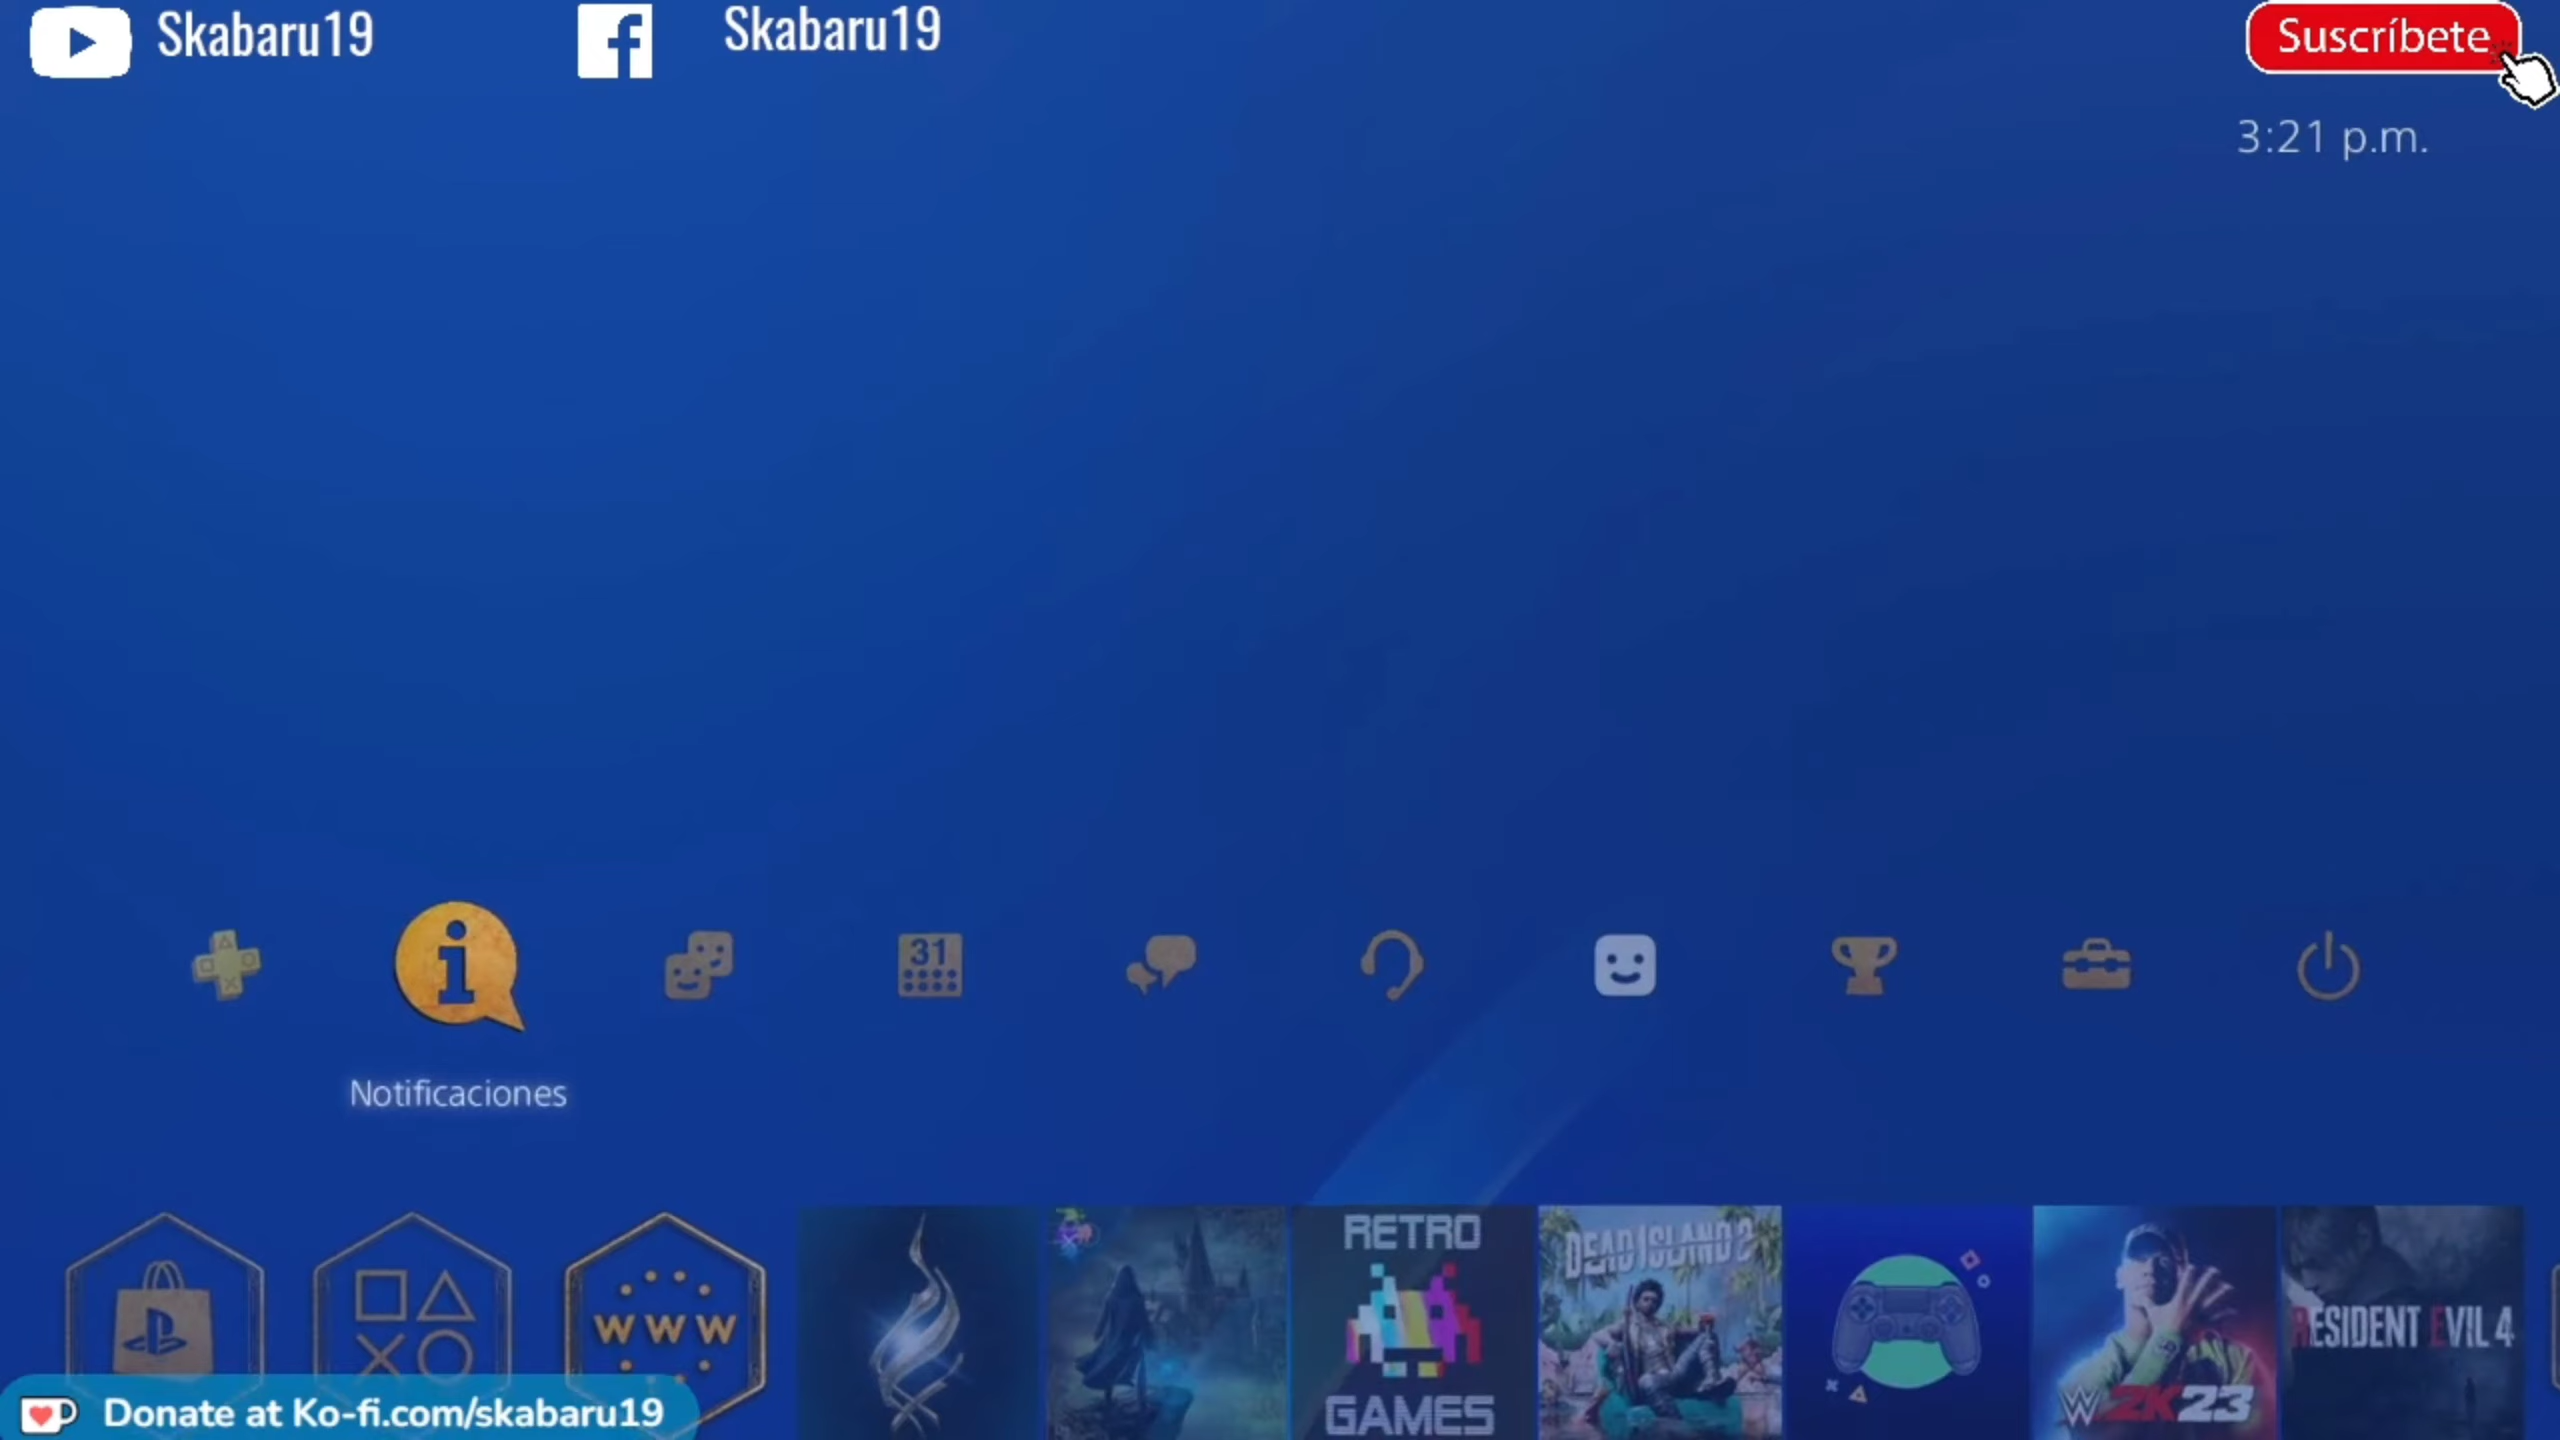 Skabaru19
Skabaru19
Suscríbete
3:21 p.m.
31
Notificaciones
WWW
RETRO
GAMES
DEAD ISLAND 2
W 2K23
RESIDENT EVIL 4
Donate at Ko-fi.com/skabaru19